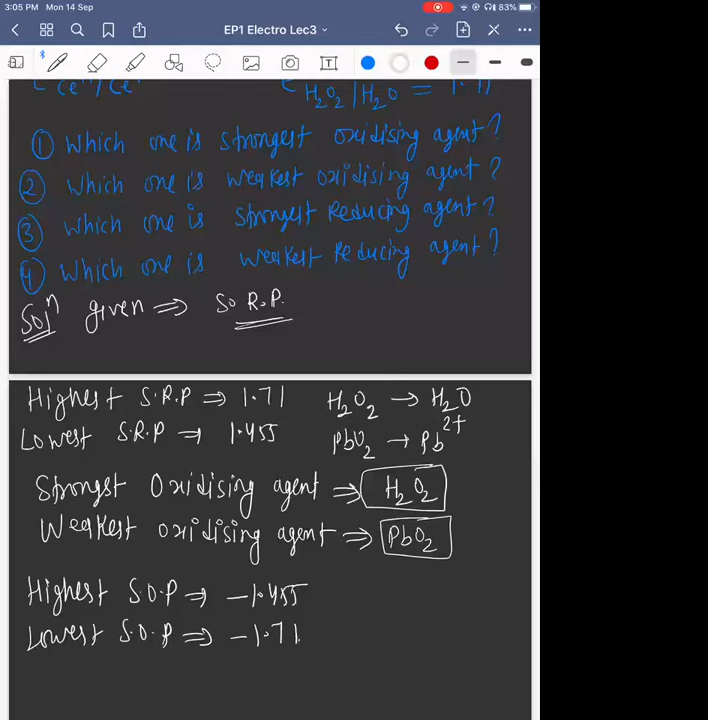 3:05 PM Mon 14 Sep
83%
EP1 Electro Lec3
H2O2/H2O = 1.71
① Which one is strongest oxidising agent?
② Which one is weakest oxidising agent?
③ Which one is strongest Reducing agent?
④ Which one is weakest Reducing agent?
Solⁿ given ⇒ S.R.P.
Highest S.R.P ⇒ 1.71 H2O2 → H2O
Lowest S.R.P ⇒ 1.455 PbO2 → Pb²⁺
Strongst Oxidising agent ⇒ H2O2
Weakest oxidising agent ⇒ PbO2
Highest S.O.P ⇒ -1.455
Lowest S.O.P ⇒ -1.71